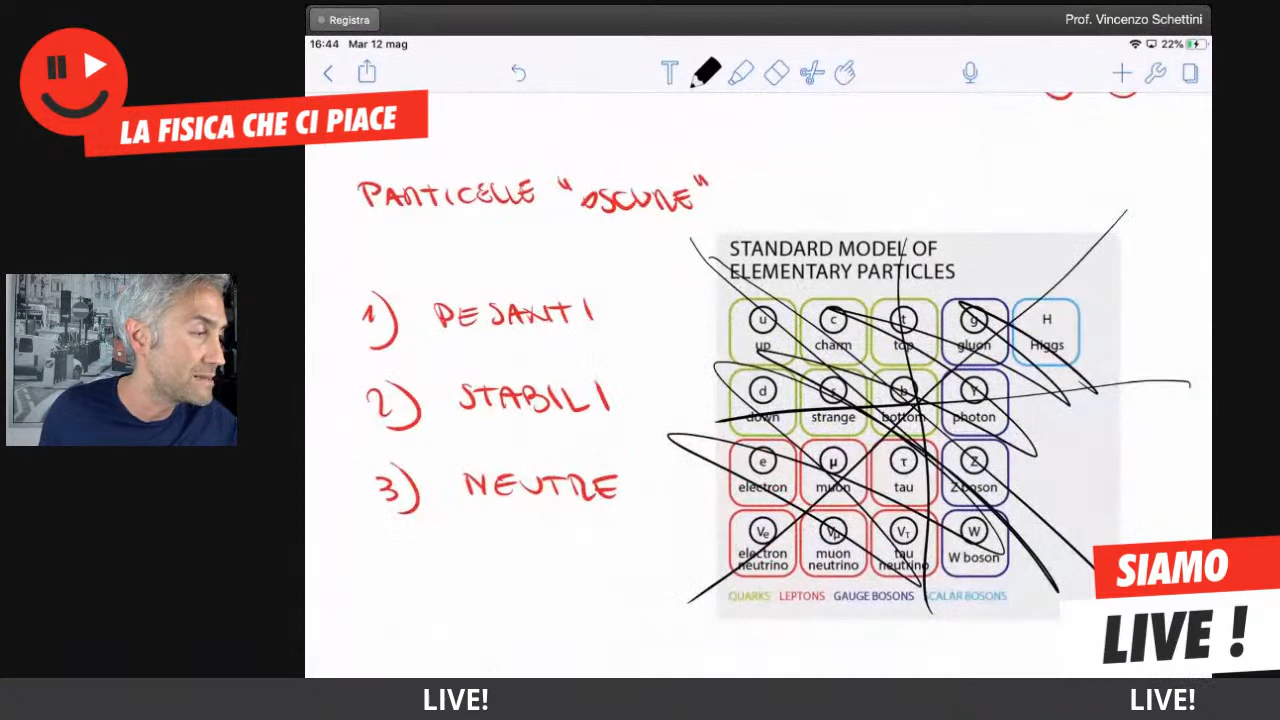 Registra
Prof. Vincenzo Schettini
16:44 Mar 12 mag
22%
LA FISICA CHE CI PIACE
PARTICELLE "OSCURE"
1) PESANTI
2) STABILI
3) NEUTRE
STANDARD MODEL OF
ELEMENTARY PARTICLES
u
up
c
charm
t
top
g
gluon
H
Higgs
d
down
s
strange
b
bottom
γ
photon
e
electron
μ
muon
τ
tau
Z
Z boson
Ve
electron
neutrino
Vμ
muon
neutrino
Vτ
tau
neutrino
W
W boson
QUARKS LEPTONS GAUGE BOSONS SCALAR BOSONS
SIAMO
LIVE !
LIVE! LIVE!